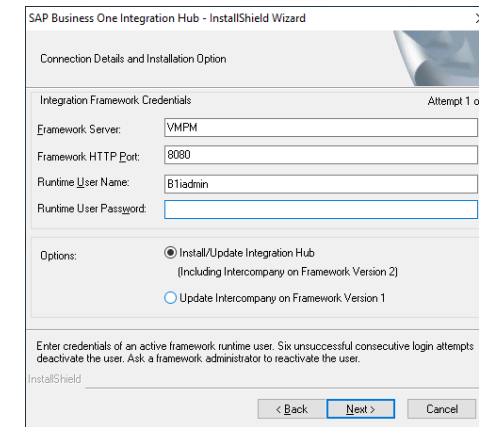 SAP Business One Integration Hub - InstallShield Wizard
Connection Details and Installation Option
Integration Framework Credentials Attempt 1 o
Framework Server: VMPM
Framework HTTP Port: 8080
Runtime User Name: B1iadmin
Runtime User Password:
Options: Install/Update Integration Hub
(Including Intercompany on Framework Version 2)
Update Intercompany on Framework Version 1
Enter credentials of an active framework runtime user. Six unsuccessful consecutive login attempts
deactivate the user. Ask a framework administrator to reactivate the user.
InstallShield
< Back Next > Cancel